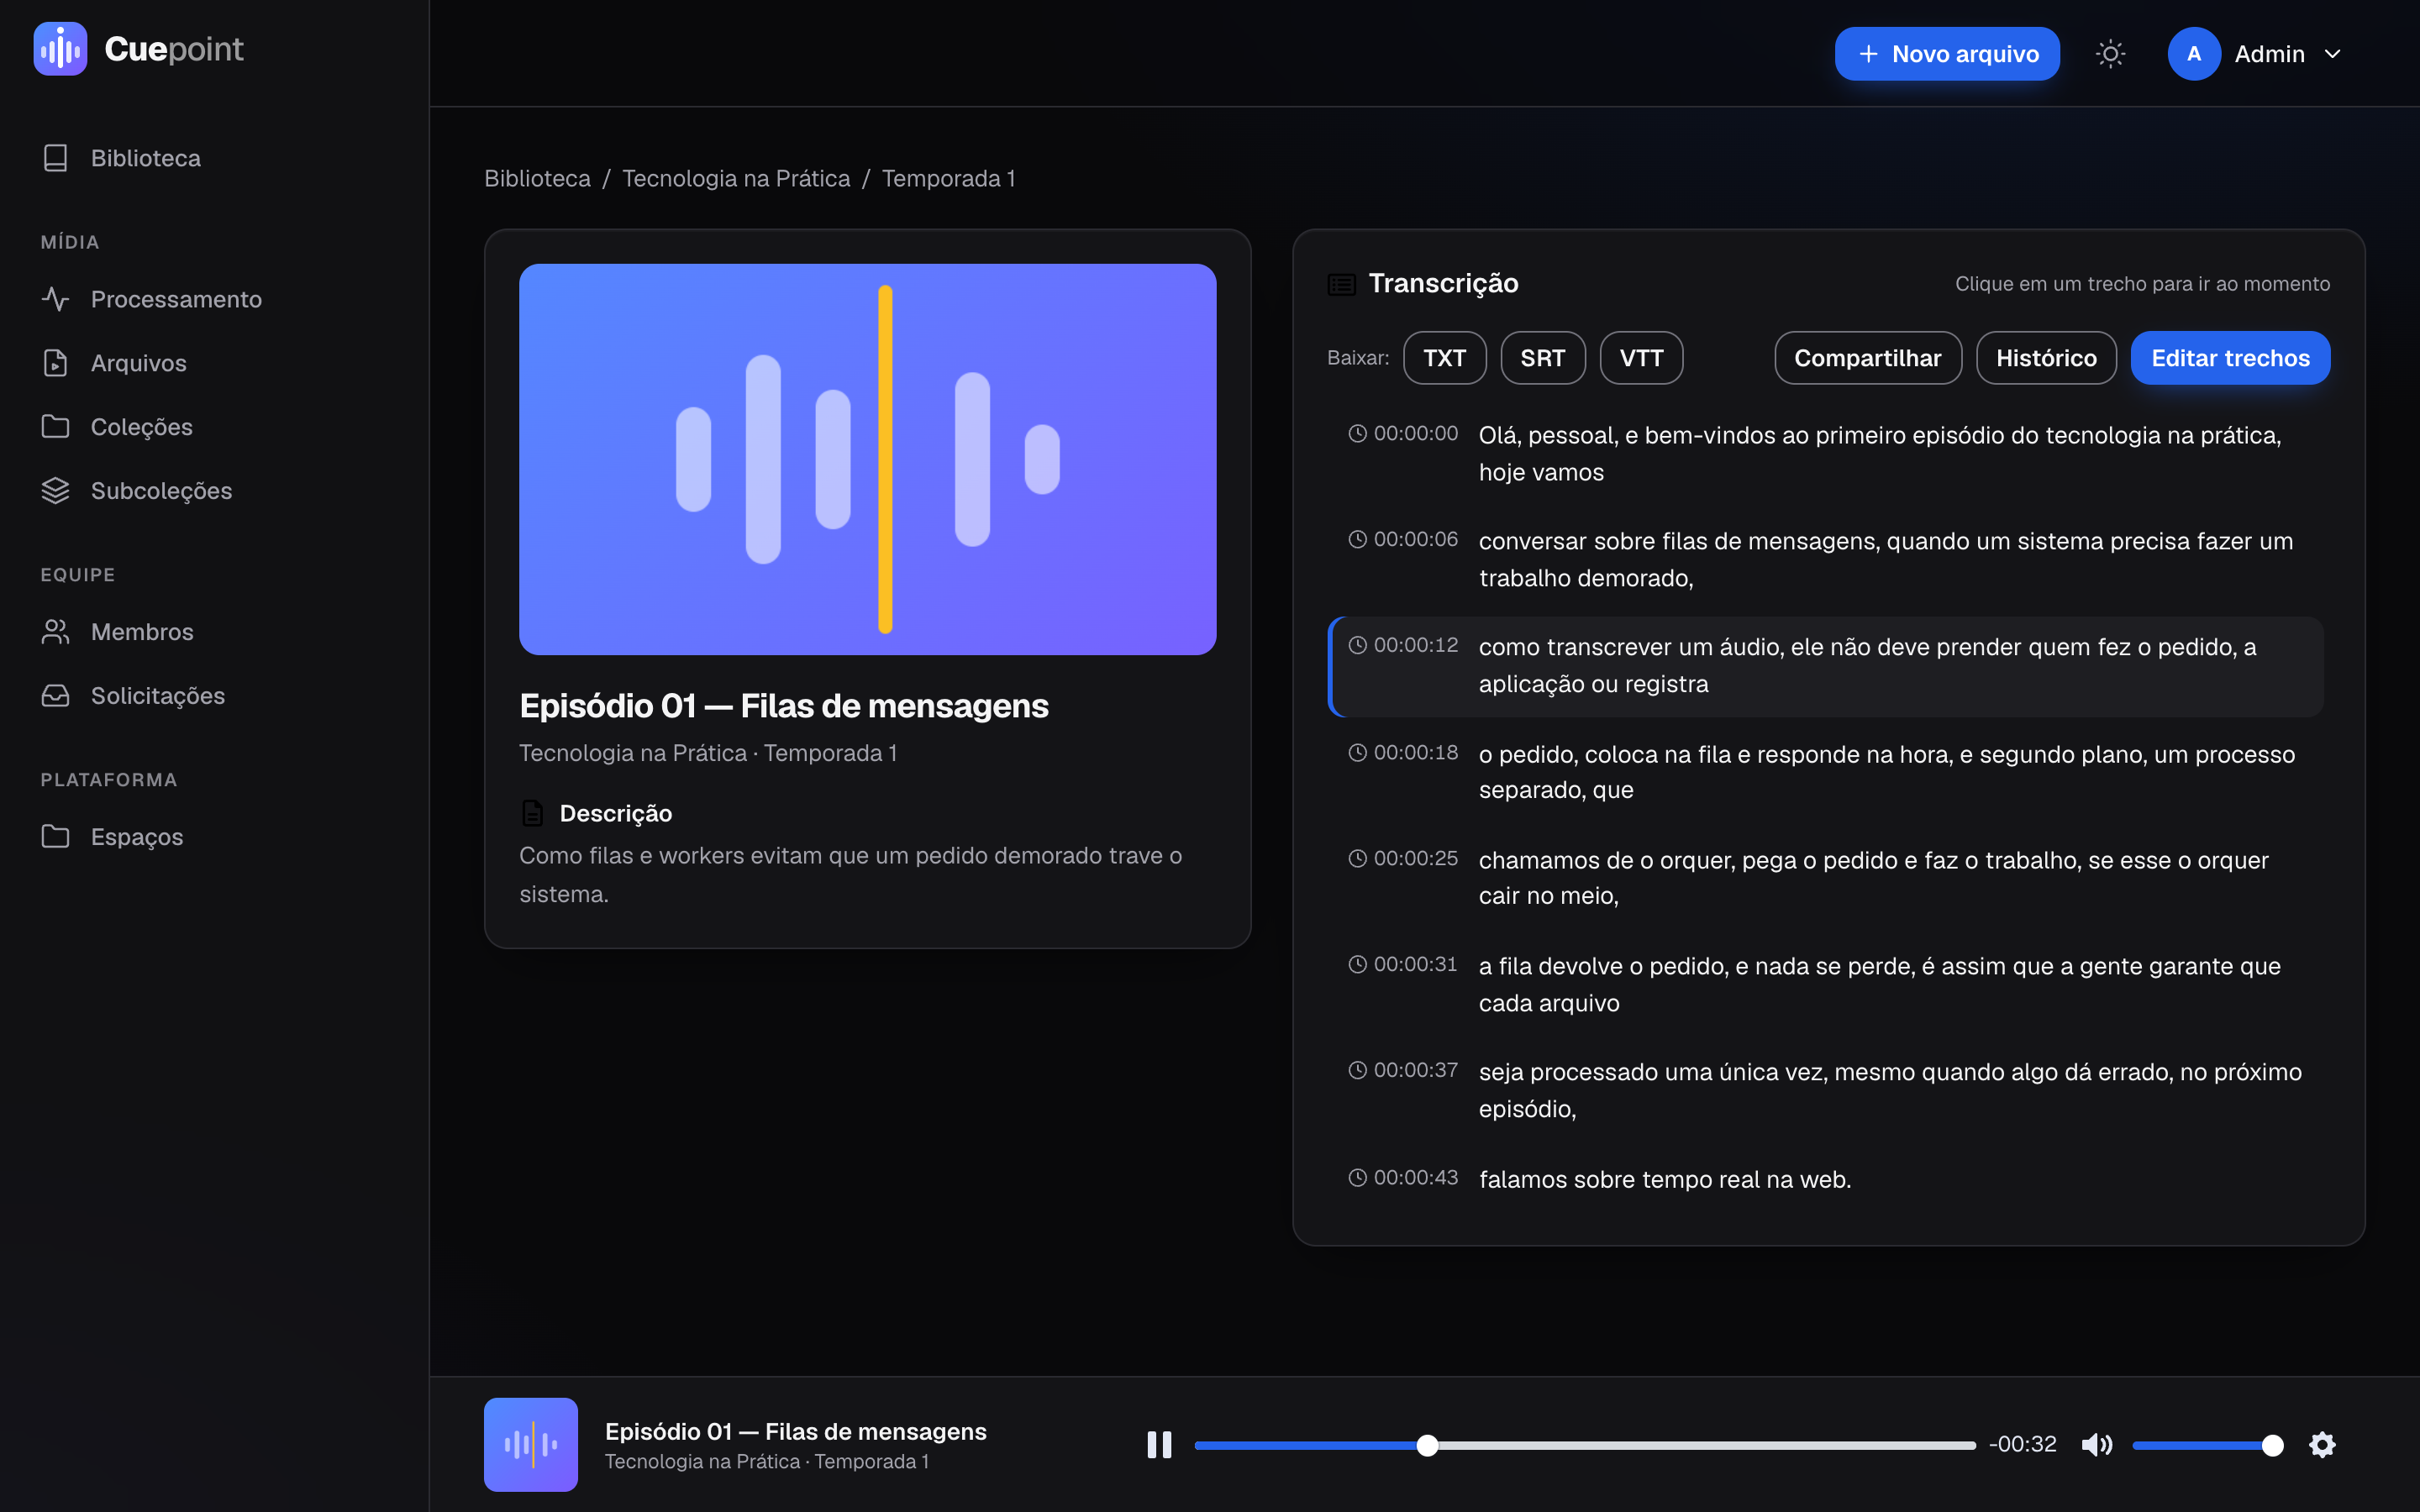 Cuepoint
Biblioteca
MÍDIA
Processamento
Arquivos
Coleções
Subcoleções
EQUIPE
Membros
Solicitações
PLATAFORMA
Espaços
Novo arquivo
A
Admin
Biblioteca / Tecnologia na Prática / Temporada 1
Episódio 01 — Filas de mensagens
Tecnologia na Prática · Temporada 1
Descrição
Como filas e workers evitam que um pedido demorado trave o
sistema.
Transcrição
Clique em um trecho para ir ao momento
Baixar: TXT SRT VTT
Compartilhar Histórico Editar trechos
00:00:00 Olá, pessoal, e bem-vindos ao primeiro episódio do tecnologia na prática,
hoje vamos
00:00:06 conversar sobre filas de mensagens, quando um sistema precisa fazer um
trabalho demorado,
00:00:12 como transcrever um áudio, ele não deve prender quem fez o pedido, a
aplicação ou registra
00:00:18 o pedido, coloca na fila e responde na hora, e segundo plano, um processo
separado, que
00:00:25 chamamos de o orquer, pega o pedido e faz o trabalho, se esse o orquer
cair no meio,
00:00:31 a fila devolve o pedido, e nada se perde, é assim que a gente garante que
cada arquivo
00:00:37 seja processado uma única vez, mesmo quando algo dá errado, no próximo
episódio,
00:00:43 falamos sobre tempo real na web.
Episódio 01 — Filas de mensagens
Tecnologia na Prática · Temporada 1
-00:32